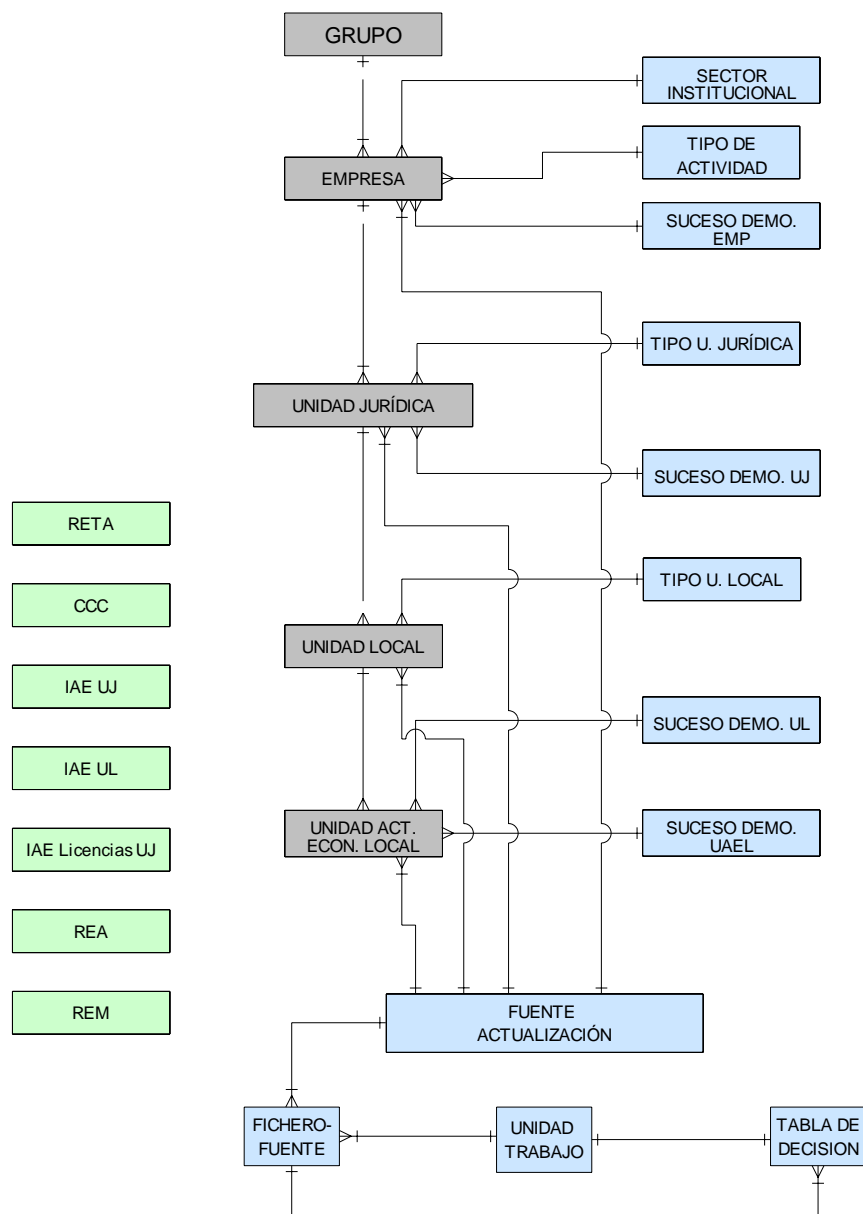 GRUPO
SECTOR
INSTITUCIONAL
TIPO DE
ACTIVIDAD
EMPRESA
SUCESO DEMO.
EMP
TIPO U. JURÍDICA
UNIDAD JURÍDICA
SUCESO DEMO. UJ
RETA
TIPO U. LOCAL
CCC
UNIDAD LOCAL
IAE UJ
SUCESO DEMO. UL
IAE UL
UNIDAD ACT.
ECON. LOCAL
SUCESO DEMO.
UAEL
IAE Licencias UJ
REA
REM
FUENTE
ACTUALIZACIÓN
FICHERO-
FUENTE
UNIDAD
TRABAJO
TABLA DE
DECISION